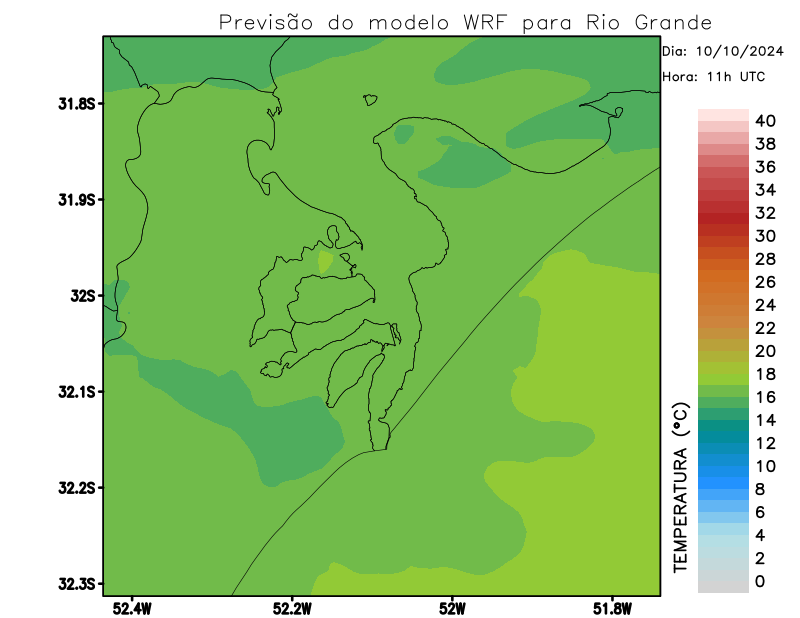 Previsão do modelo WRF para Rio Grande
Dia: 10/10/2024
Hora: 11h UTC
31.8S
31.9S
32S
32.1S
32.2S
32.3S
52.4W
52.2W
52W
51.8W
TEMPERATURA (°C)
40
38
36
34
32
30
28
26
24
22
20
18
16
14
12
10
8
6
4
2
0